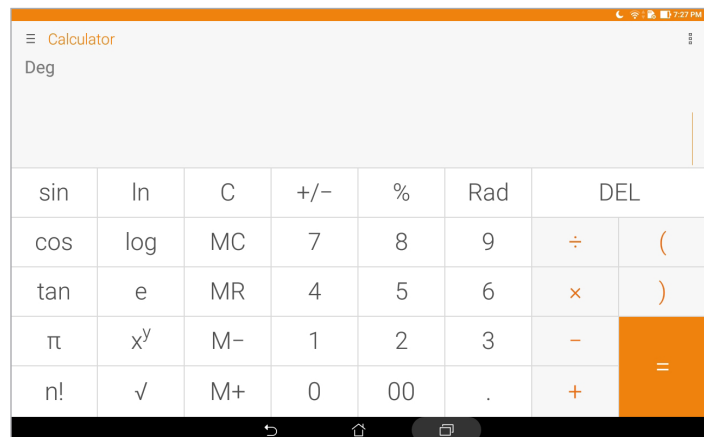 7:27 PM
Calculator
Deg
sin ln C +/− % Rad DEL
cos log MC 7 8 9 ÷ (
tan e MR 4 5 6 × )
π xʸ M− 1 2 3 −
n! √ M+ 0 00 . + =